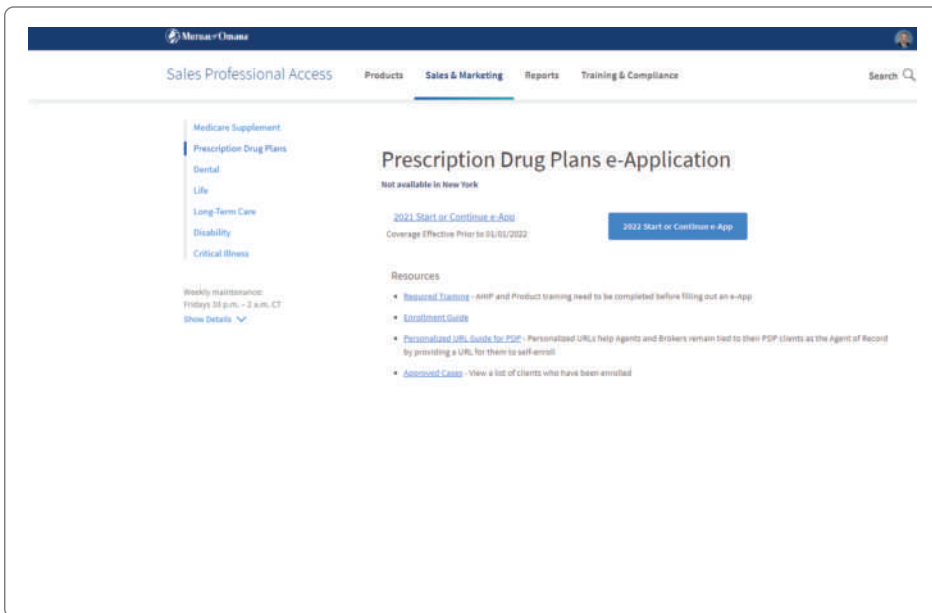 Mutual of Omaha
Sales Professional Access
Products
Sales & Marketing
Reports
Training & Compliance
Search
Medicare Supplement
Prescription Drug Plans
Dental
Life
Long-Term Care
Disability
Critical Illness
Weekly maintenance:
Fridays 10 p.m. – 2 a.m. CT
Show Details
Prescription Drug Plans e-Application
Not available in New York
2021 Start or Continue e-App
Coverage Effective Prior to 01/01/2022
2022 Start or Continue e-App
Resources
• Required Training - AHIP and Product training need to be completed before filling out an e-App
• Enrollment Guide
• Personalized URL Guide for PDP - Personalized URLs help Agents and Brokers remain tied to their PDP clients as the Agent of Record
by providing a URL for them to self-enroll
• Approved Cases - View a list of clients who have been enrolled